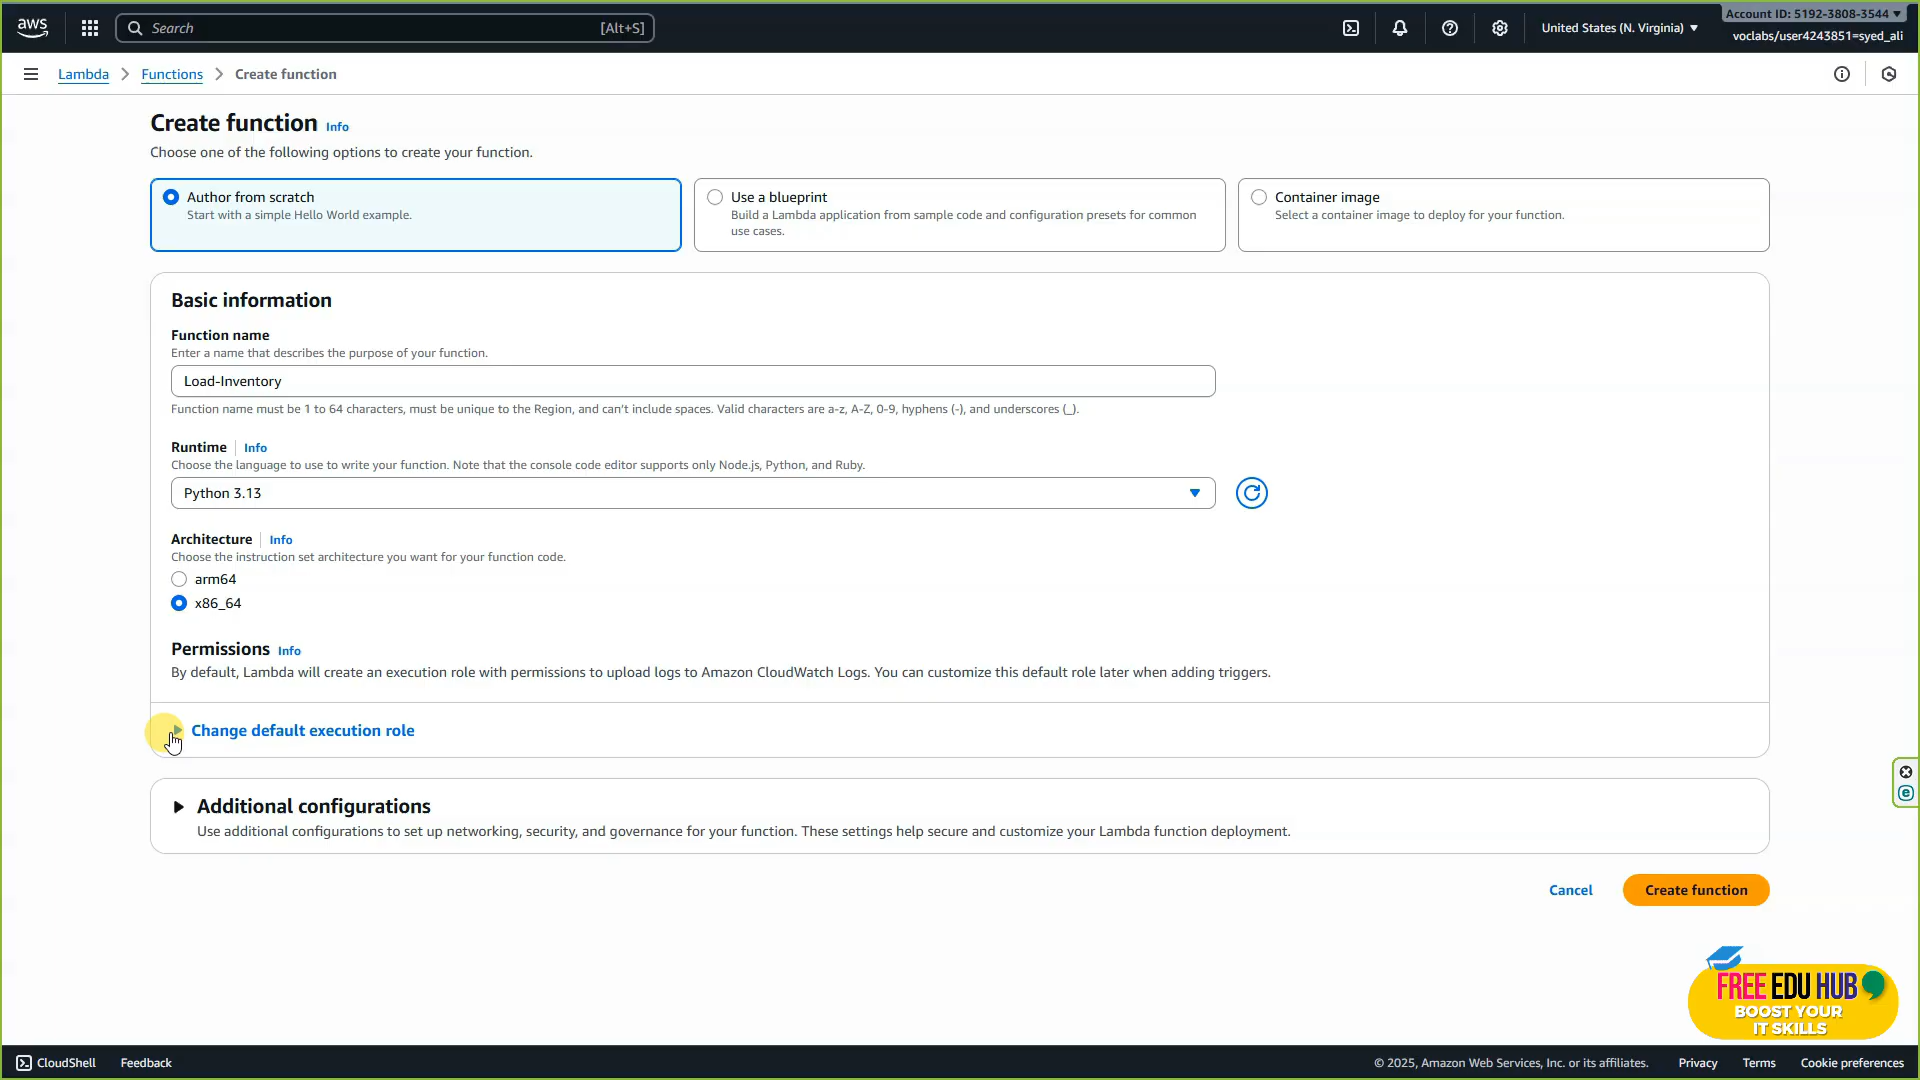 aws
Search
[Alt+S]
United States (N. Virginia)
Account ID: 5192-3808-3544
voclabs/user4243851=syed_ali
Lambda
Functions
Create function
Create function Info
Choose one of the following options to create your function.
Author from scratch
Start with a simple Hello World example.
Use a blueprint
Build a Lambda application from sample code and configuration presets for common
use cases.
Container image
Select a container image to deploy for your function.
Basic information
Function name
Enter a name that describes the purpose of your function.
Load-Inventory
Function name must be 1 to 64 characters, must be unique to the Region, and can't include spaces. Valid characters are a-z, A-Z, 0-9, hyphens (-), and underscores (_).
Runtime Info
Choose the language to use to write your function. Note that the console code editor supports only Node.js, Python, and Ruby.
Python 3.13
Architecture Info
Choose the instruction set architecture you want for your function code.
arm64
x86_64
Permissions Info
By default, Lambda will create an execution role with permissions to upload logs to Amazon CloudWatch Logs. You can customize this default role later when adding triggers.
Change default execution role
Additional configurations
Use additional configurations to set up networking, security, and governance for your function. These settings help secure and customize your Lambda function deployment.
Cancel
Create function
FREE EDU HUB
BOOST YOUR
IT SKILLS
CloudShell
Feedback
© 2025, Amazon Web Services, Inc. or its affiliates.
Privacy
Terms
Cookie preferences